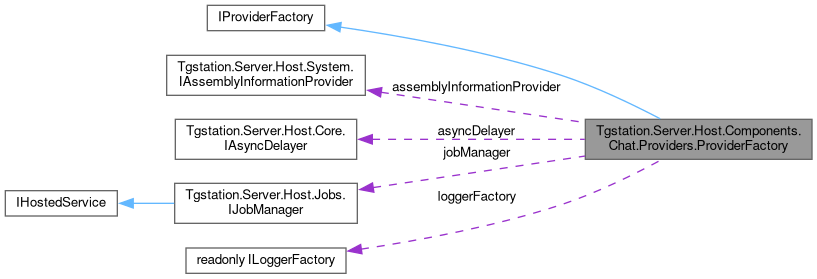 IProviderFactory
Tgstation.Server.Host.System.
IAssemblyInformationProvider
assemblyInformationProvider
Tgstation.Server.Host.Core.
IAsyncDelayer
asyncDelayer
Tgstation.Server.Host.Components.
Chat.Providers.ProviderFactory
jobManager
IHostedService
Tgstation.Server.Host.Jobs.
IJobManager
loggerFactory
readonly ILoggerFactory